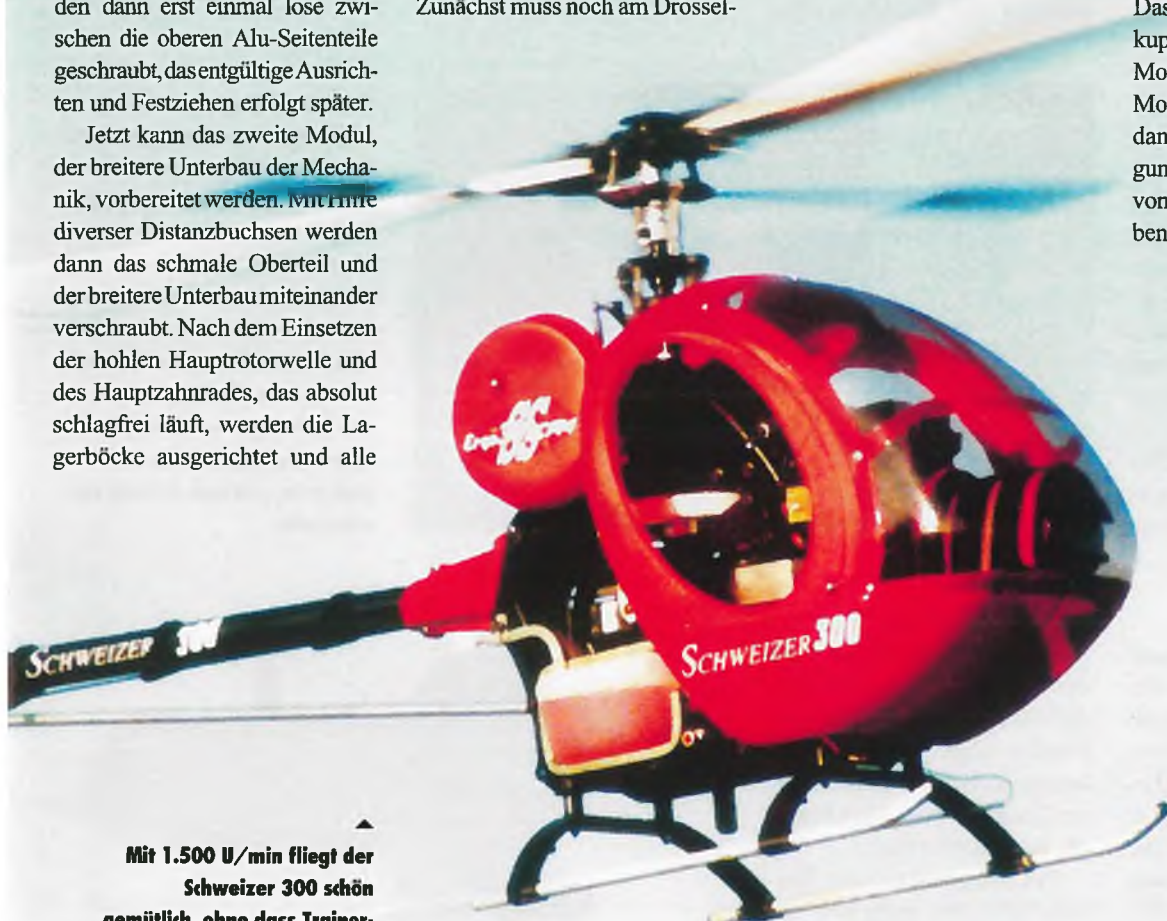 den dann erst einmal lose zwi-
schen die oberen Alu-Seitenteile
geschraubt, das entgültige Ausrich-
ten und Festziehen erfolgt später.
Jetzt kann das zweite Modul,
der breitere Unterbau der Mecha-
nik, vorbereitet werden. Mit Hilfe
diverser Distanzbuchsen werden
dann das schmale Oberteil und
der breitere Unterbau miteinander
verschraubt. Nach dem Einsetzen
der hohlen Hauptrotorwelle und
des Hauptzahnrades, das absolut
schlagfrei läuft, werden die La-
gerböcke ausgerichtet und alle
Zunächst muss noch am Drossel-
Das
kup
Mo
Mo
dan
gun
von
ben
SCHWEIZER 300
SCHWEIZER 300
Mit 1.500 U/min fliegt der
Schweizer 300 schön
gemütlich, ohne dass Trainer-